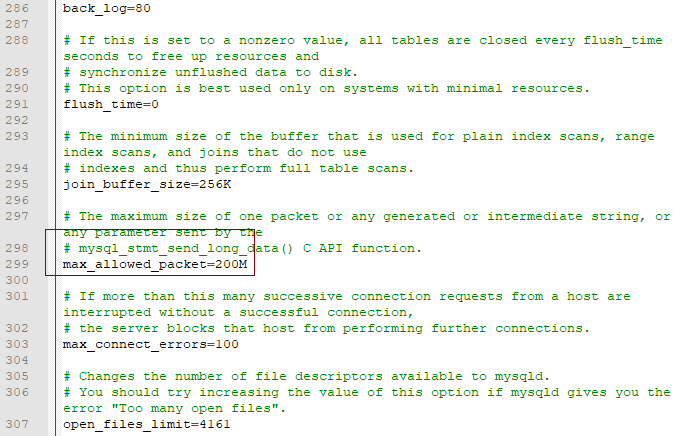 286 back_log=80
287
288 # If this is set to a nonzero value, all tables are closed every flush_time
seconds to free up resources and
289 # synchronize unflushed data to disk.
290 # This option is best used only on systems with minimal resources.
291 flush_time=0
292
293 # The minimum size of the buffer that is used for plain index scans, range
index scans, and joins that do not use
294 # indexes and thus perform full table scans.
295 join_buffer_size=256K
296
297 # The maximum size of one packet or any generated or intermediate string, or
any parameter sent by the
298 # mysql_stmt_send_long_data() C API function.
299 max_allowed_packet=200M
300
301 # If more than this many successive connection requests from a host are
interrupted without a successful connection,
302 # the server blocks that host from performing further connections.
303 max_connect_errors=100
304
305 # Changes the number of file descriptors available to mysqld.
306 # You should try increasing the value of this option if mysqld gives you the
error "Too many open files".
307 open_files_limit=4161